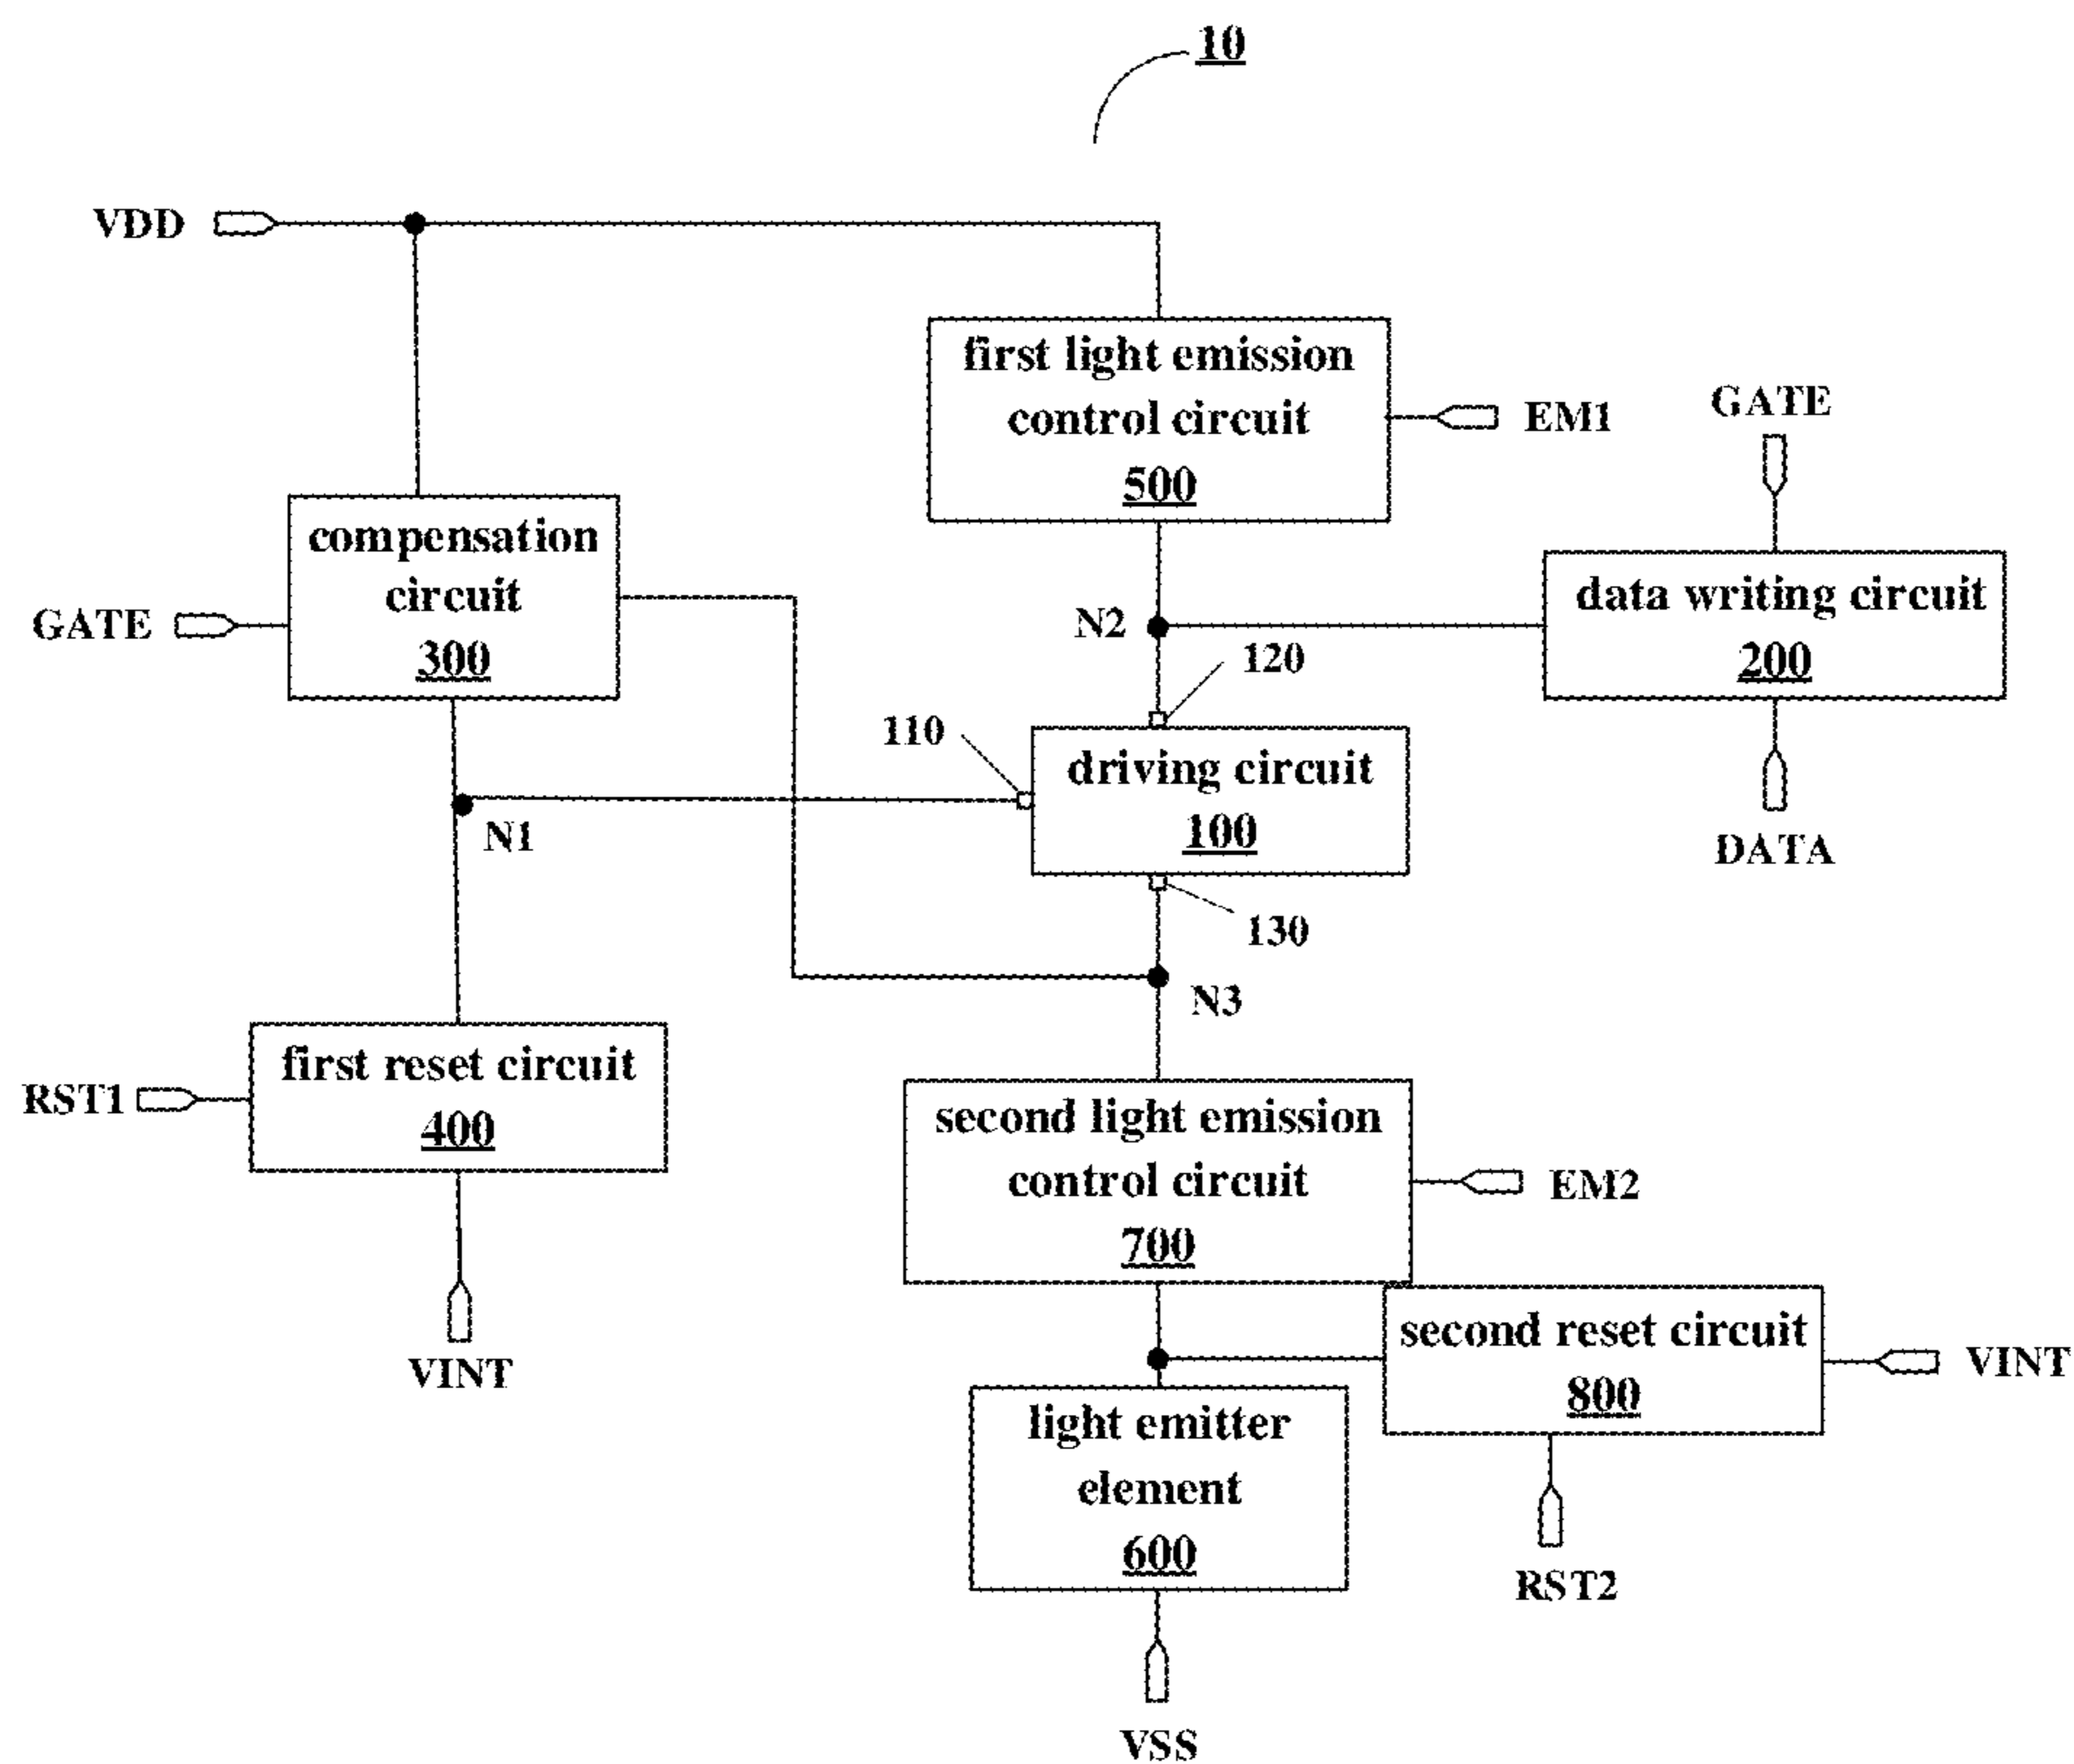 10
VDD
first light emission
control circuit
500
EM1
GATE
compensation
circuit
300
GATE
N2
data writing circuit
200
120
110
driving circuit
100
N1
DATA
130
N3
first reset circuit
400
RST1
second light emission
control circuit
700
EM2
VINT
second reset circuit
800
VINT
light emitter
element
600
RST2
VSS